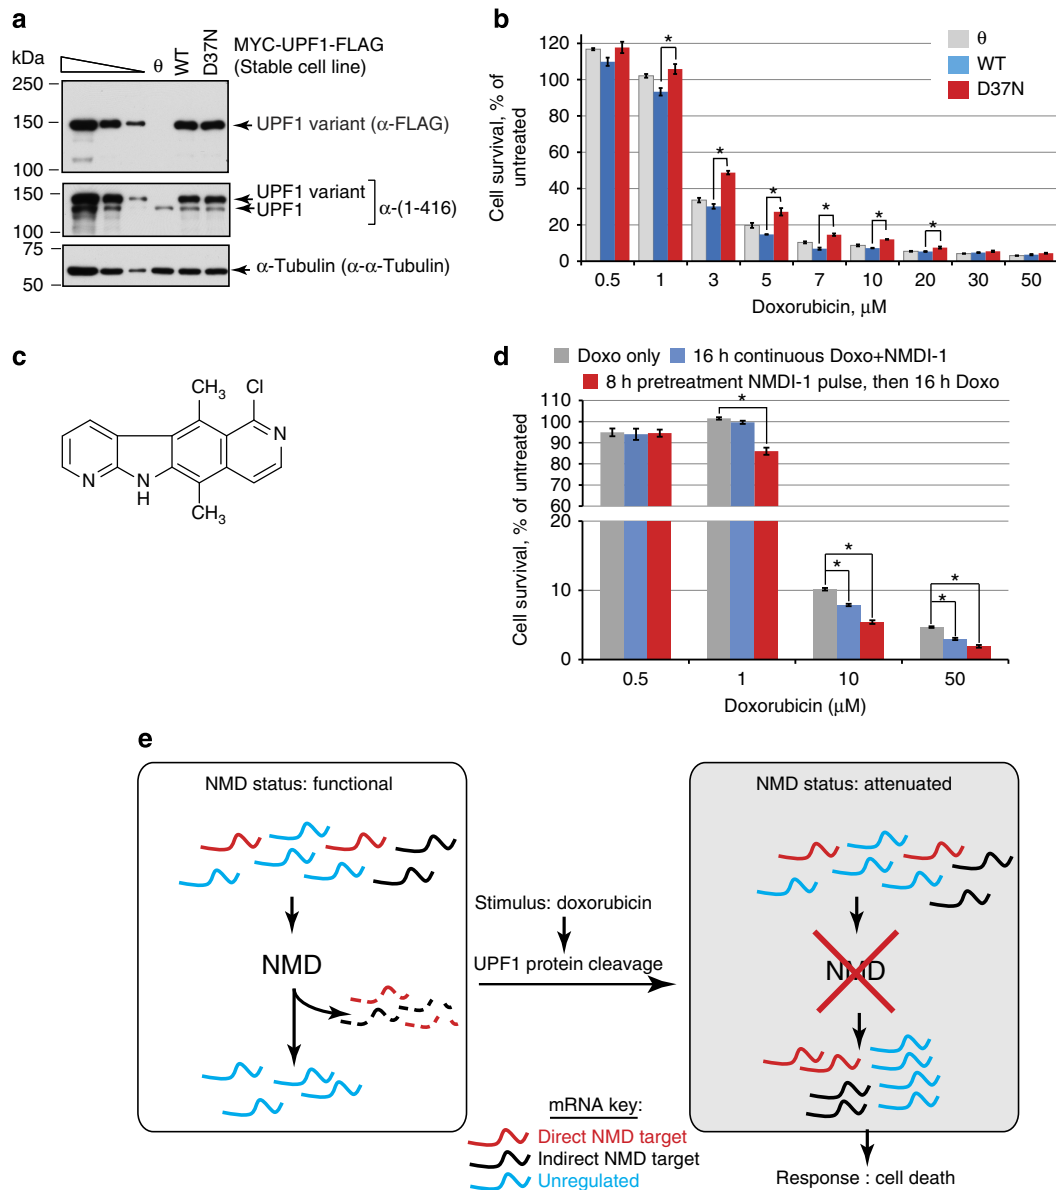 a
kDa
θ
WT
D37N
MYC-UPF1-FLAG
(Stable cell line)
250
150
100
UPF1 variant (α-FLAG)
150
100
UPF1 variant
UPF1
α-(1-416)
75
50
α-Tubulin (α-α-Tubulin)
b
Cell survival, % of
untreated
120
100
80
60
40
20
0
* * * * * * *
θ
WT
D37N
0.5 1 3 5 7 10 20 30 50
Doxorubicin, μM
c
CH3
Cl
N
N
N
H
CH3
d
Doxo only
16 h continuous Doxo+NMDI-1
8 h pretreatment NMDI-1 pulse, then 16 h Doxo
Cell survival, % of untreated
110
100
90
80
70
60
20
10
0
* * * * *
0.5 1 10 50
Doxorubicin (μM)
e
NMD status: functional
NMD
Stimulus: doxorubicin
UPF1 protein cleavage
NMD status: attenuated
NMD
Response : cell death
mRNA key:
Direct NMD target
Indirect NMD target
Unregulated